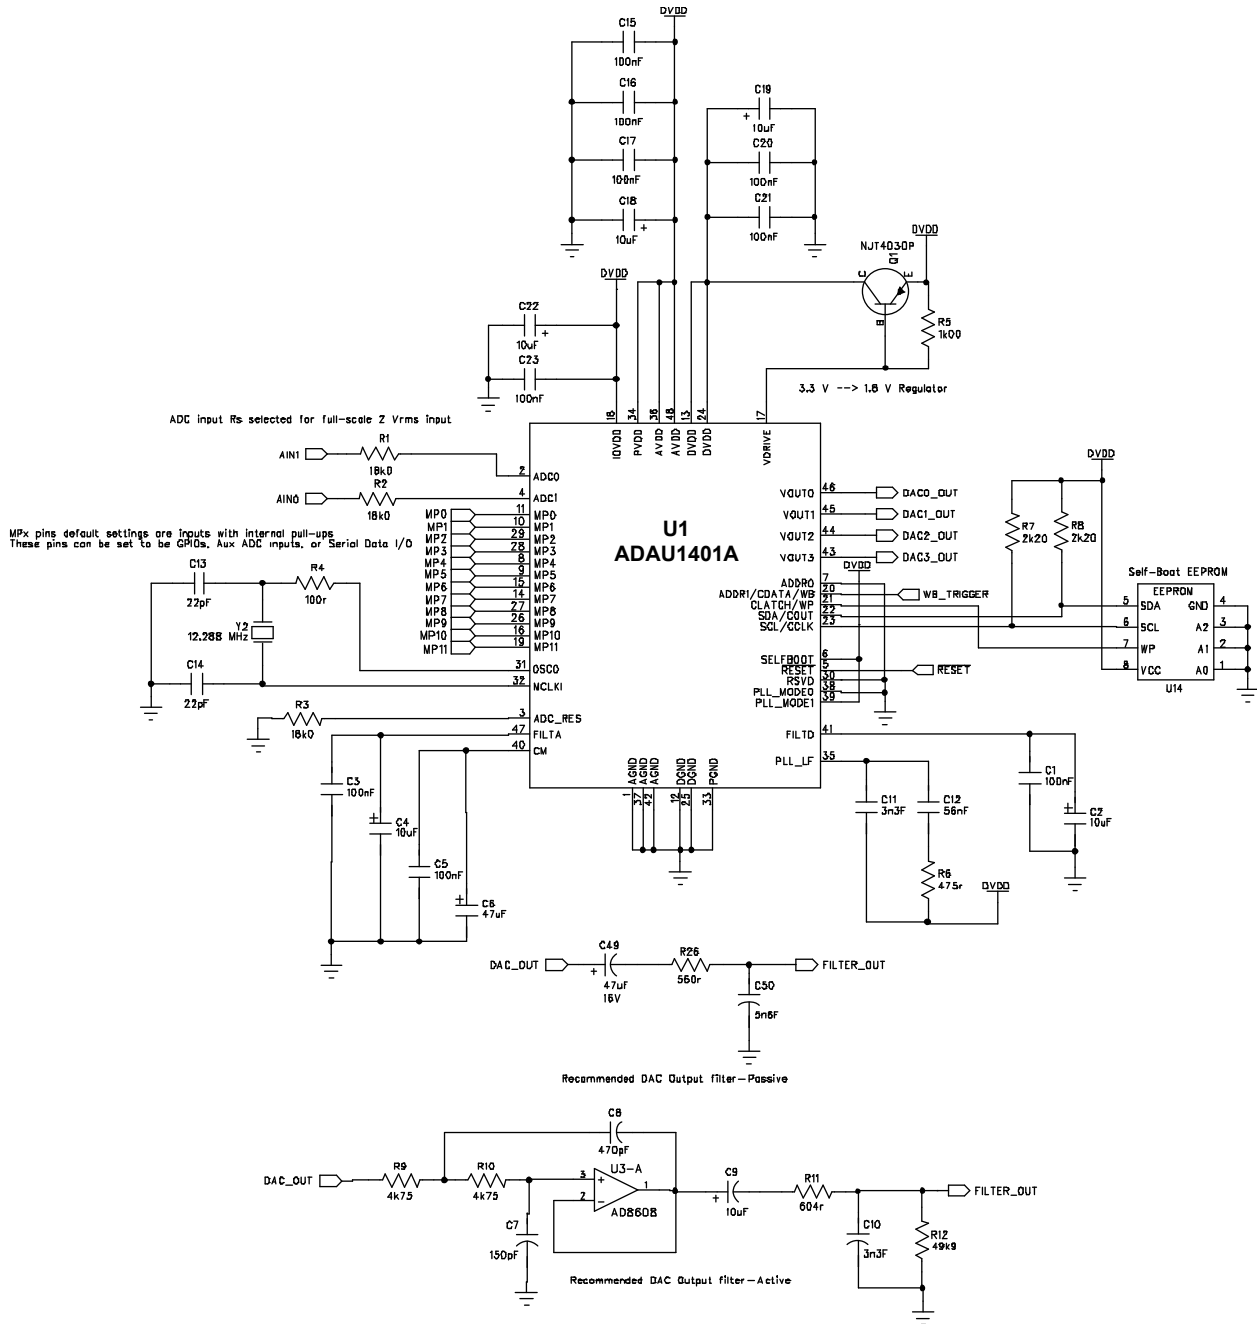 DVDD
C15
100nF
C16
100nF
C17
100nF
C18
+
10uF
C19
+
10uF
C20
100nF
C21
100nF
DVDD
NJT4030P
Q1
C
E
B
R5
1k00
3.3 V --> 1.8 V Regulator
DVDD
C22
+
10uF
C23
100nF
ADC input Rs selected for full-scale 2 Vrms input
AIN1
R1
18k0
AIN0
R2
18k0
MPx pins default settings are inputs with internal pull-ups
These pins can be set to be GPIOs, Aux ADC inputs, or Serial Data I/O
18 34 36 48 13 24 17
IOVDD PVDD AVDD AVDD DVDD DVDD VDRIVE
U1
ADAU1401A
2 ADC0
4 ADC1
MP0 11 MP0
MP1 10 MP1
MP2 29 MP2
MP3 28 MP3
MP4 8 MP4
MP5 9 MP5
MP6 15 MP6
MP7 14 MP7
MP8 27 MP8
MP9 26 MP9
MP10 16 MP10
MP11 19 MP11
31 OSCO
32 MCLKI
3 ADC_RES
47 FILTA
40 CM
C13
22pF
R4
100r
Y2
12.288 MHz
C14
22pF
R3
18k0
C3
100nF
+
C4
10uF
C5
100nF
+
C6
47uF
VOUT0 46 DAC0_OUT
VOUT1 45 DAC1_OUT
VOUT2 44 DAC2_OUT
VOUT3 43 DAC3_OUT
DVDD
ADDR0 7
ADDR1/CDATA/WB 20 WB_TRIGGER
CLATCH/WP 21
SDA/COUT 22
SCL/CCLK 23
SELFBOOT 6
RESET 5 RESET
RSVD 30
PLL_MODE0 38
PLL_MODE1 39
FILTD 41
PLL_LF 35
AGND AGND AGND DGND DGND PGND
1 37 42 12 25 33
DVDD
R7
2k20
R8
2k20
Self-Boot EEPROM
EEPROM
5 SDA GND 4
6 SCL A2 3
7 WP A1 2
8 VCC A0 1
U14
C11
3n3F
C12
56nF
R6
475r
DVDD
C1
100nF
+
C2
10uF
DAC_OUT
C49
+
47uF
16V
R26
560r
FILTER_OUT
C50
5n6F
Recommended DAC Output filter-Passive
DAC_OUT
R9
4k75
R10
4k75
C8
470pF
C7
150pF
U3-A
3 +
2 -
1
AD8608
C9
+
10uF
R11
604r
FILTER_OUT
C10
3n3F
R12
49k9
Recommended DAC Output filter-Active